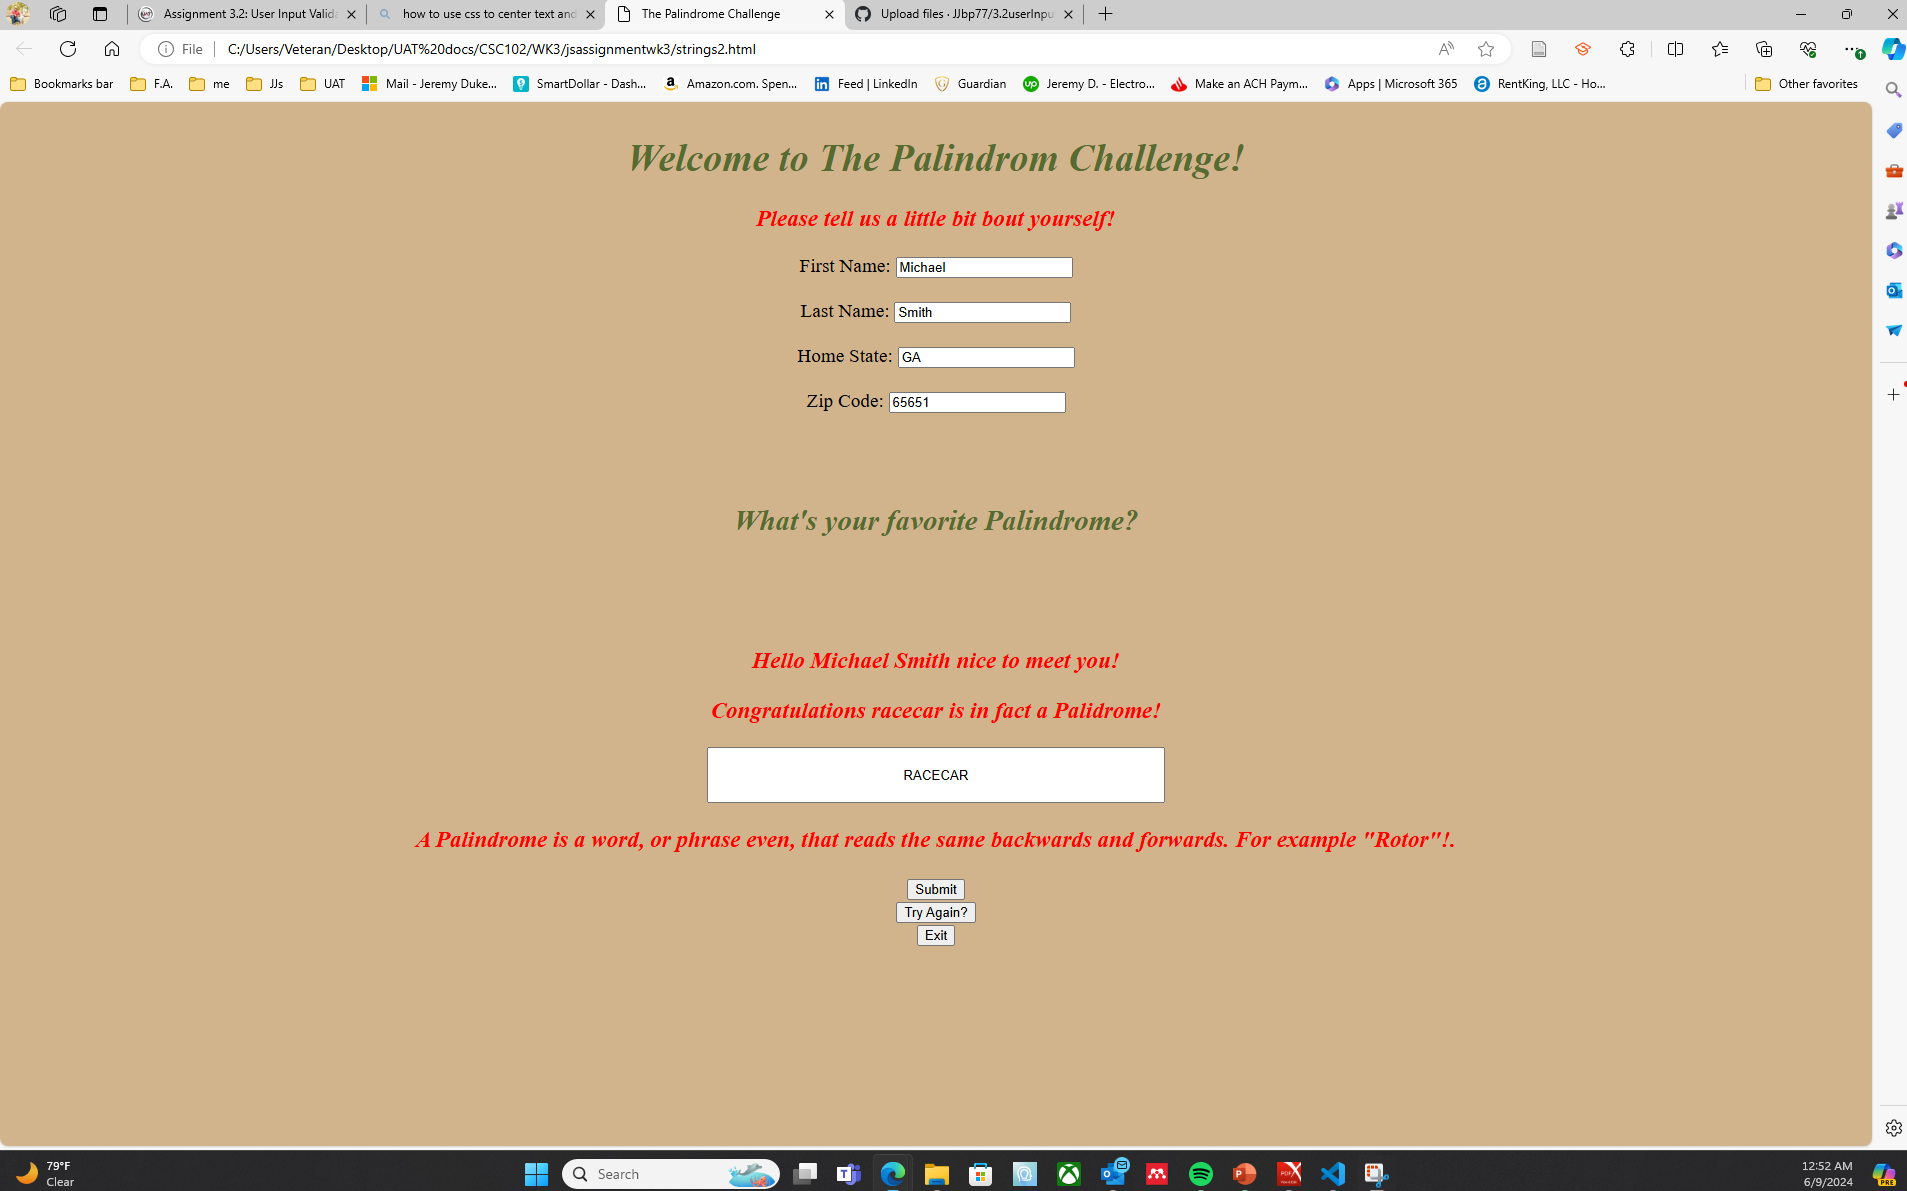 Assignment 3.2: User Input Valida
how to use css to center text and
The Palindrome Challenge
Upload files · JJbp77/3.2userInpu
File
C:/Users/Veteran/Desktop/UAT%20docs/CSC102/WK3/jsassignmentwk3/strings2.html
Bookmarks bar
F.A.
me
JJs
UAT
Mail - Jeremy Duke...
SmartDollar - Dash...
Amazon.com. Spen...
Feed | LinkedIn
Guardian
Jeremy D. - Electro...
Make an ACH Paym...
Apps | Microsoft 365
RentKing, LLC - Ho...
Other favorites
Welcome to The Palindrom Challenge!
Please tell us a little bit bout yourself!
First Name: Michael
Last Name: Smith
Home State: GA
Zip Code: 65651
What's your favorite Palindrome?
Hello Michael Smith nice to meet you!
Congratulations racecar is in fact a Palidrome!
RACECAR
A Palindrome is a word, or phrase even, that reads the same backwards and forwards. For example "Rotor"!.
Submit
Try Again?
Exit
79°F
Clear
Search
12:52 AM
6/9/2024
PRE